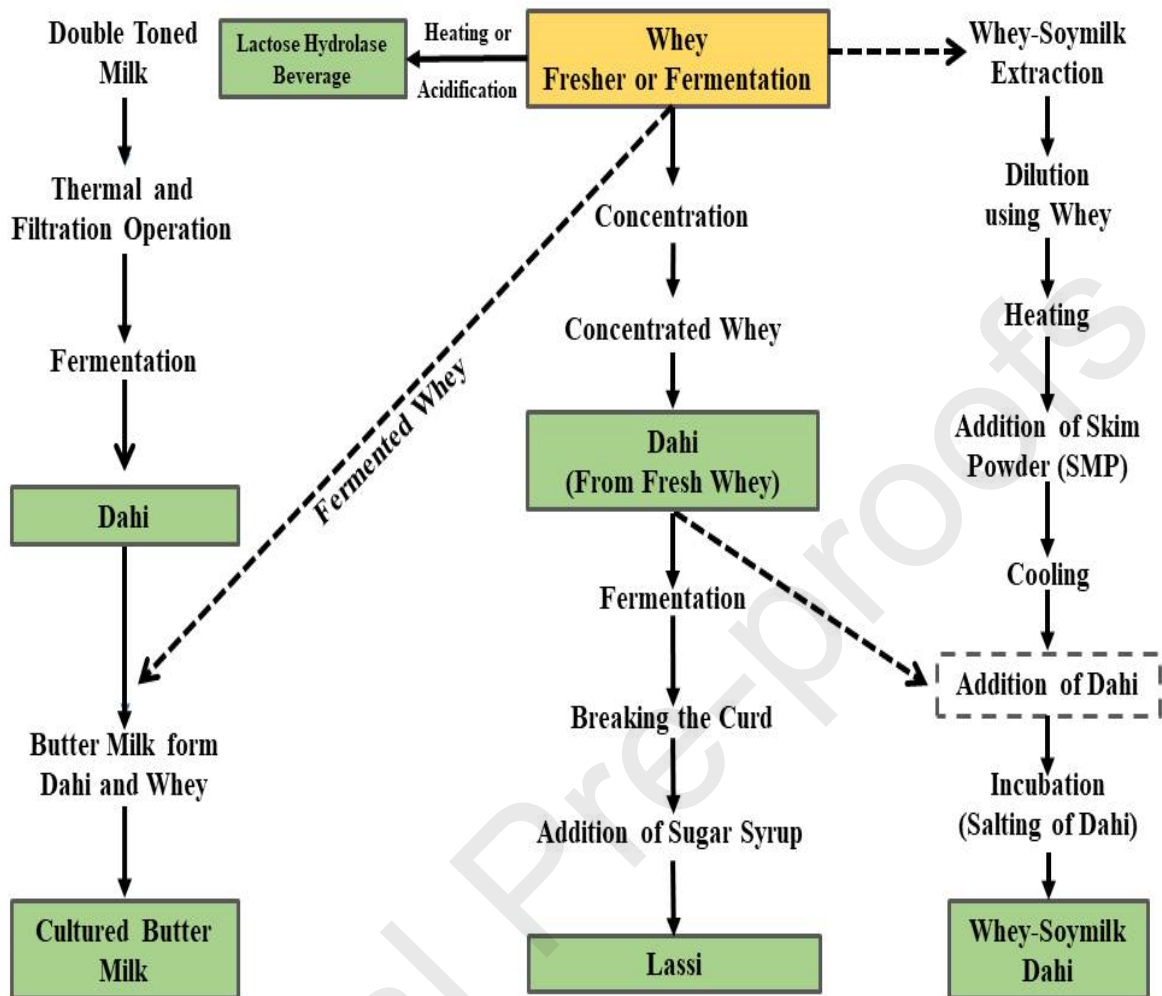 Double Toned
Milk
Thermal and
Filtration Operation
Fermentation
Dahi
Butter Milk form
Dahi and Whey
Cultured Butter
Milk
Lactose Hydrolase
Beverage
Heating or
Acidification
Whey
Fresher or Fermentation
Fermented Whey
Concentration
Concentrated Whey
Dahi
(From Fresh Whey)
Fermentation
Breaking the Curd
Addition of Sugar Syrup
Lassi
Whey-Soymilk
Extraction
Dilution
using Whey
Heating
Addition of Skim
Powder (SMP)
Cooling
Addition of Dahi
Incubation
(Salting of Dahi)
Whey-Soymilk
Dahi
Pre-proofs